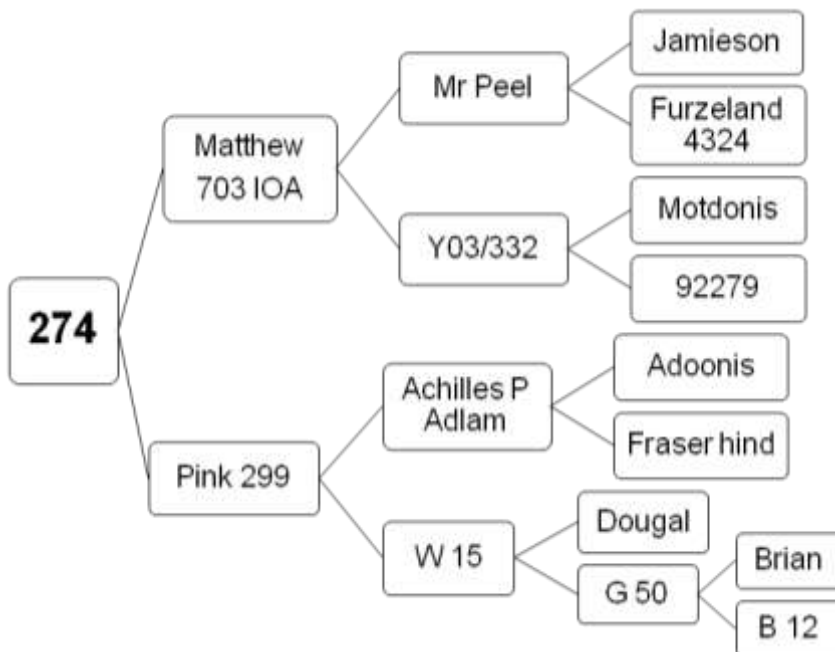 Jamieson
Mr Peel
Furzeland
4324
Matthew
703 IOA
Motdonis
Y03/332
92279
274
Adoonis
Achilles P
Adlam
Fraser hind
Pink 299
Dougal
W 15
Brian
G 50
B 12